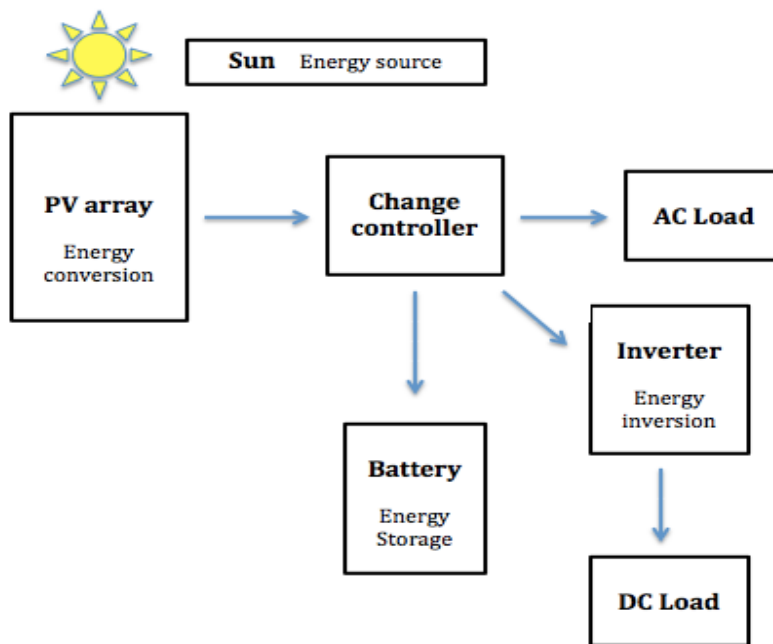 Sun Energy source
PV array
Energy
conversion
Change
controller
AC Load
Inverter
Energy
inversion
Battery
Energy
Storage
DC Load